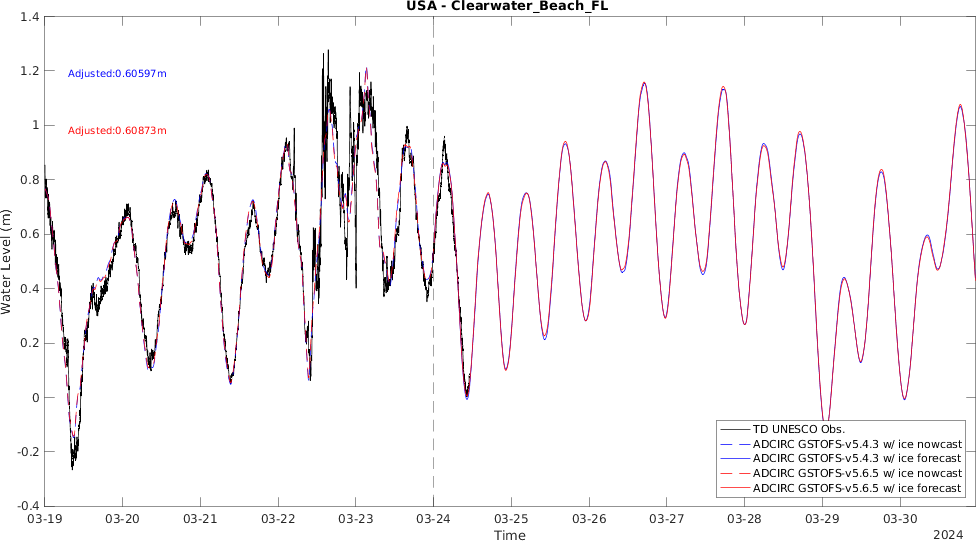 USA - Clearwater_Beach_FL
1.4
1.2
1
0.8
0.6
0.4
0.2
0
-0.2
-0.4
Water Level (m)
Adjusted:0.60597m
Adjusted:0.60873m
TD UNESCO Obs.
ADCIRC GSTOFS-v5.4.3 w/ ice nowcast
ADCIRC GSTOFS-v5.4.3 w/ ice forecast
ADCIRC GSTOFS-v5.6.5 w/ ice nowcast
ADCIRC GSTOFS-v5.6.5 w/ ice forecast
03-19 03-20 03-21 03-22 03-23 03-24 03-25 03-26 03-27 03-28 03-29 03-30
Time
2024